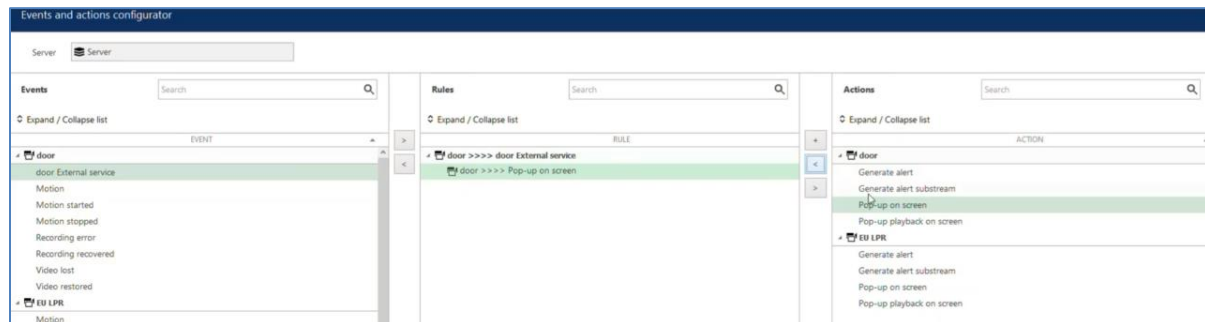 Events and actions configurator
Server Server
Events Search
Expand / Collapse list
EVENT
door
door External service
Motion
Motion started
Motion stopped
Recording error
Recording recovered
Video lost
Video restored
EU LPR
Motion
>
<
Rules Search
Expand / Collapse list
RULE
door >>>> door External service
door >>>> Pop-up on screen
+
<
>
Actions Search
Expand / Collapse list
ACTION
door
Generate alert
Generate alert substream
Pop-up on screen
Pop-up playback on screen
EU LPR
Generate alert
Generate alert substream
Pop-up on screen
Pop-up playback on screen